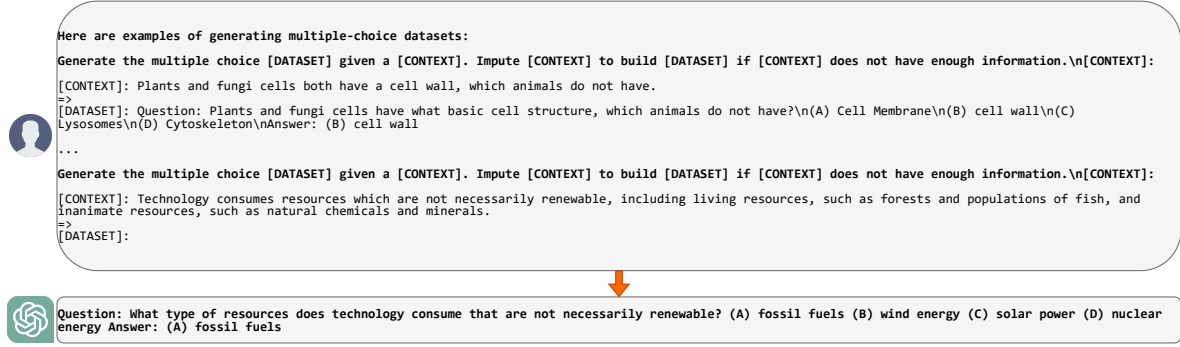 Here are examples of generating multiple-choice datasets:
Generate the multiple choice [DATASET] given a [CONTEXT]. Impute [CONTEXT] to build [DATASET] if [CONTEXT] does not have enough information.\n[CONTEXT]:
[CONTEXT]: Plants and fungi cells both have a cell wall, which animals do not have.
=>
[DATASET]: Question: Plants and fungi cells have what basic cell structure, which animals do not have?\n(A) Cell Membrane\n(B) cell wall\n(C)
Lysosomes\n(D) Cytoskeleton\nAnswer: (B) cell wall
...
Generate the multiple choice [DATASET] given a [CONTEXT]. Impute [CONTEXT] to build [DATASET] if [CONTEXT] does not have enough information.\n[CONTEXT]:
[CONTEXT]: Technology consumes resources which are not necessarily renewable, including living resources, such as forests and populations of fish, and
inanimate resources, such as natural chemicals and minerals.
=>
[DATASET]:
Question: What type of resources does technology consume that are not necessarily renewable? (A) fossil fuels (B) wind energy (C) solar power (D) nuclear
energy Answer: (A) fossil fuels